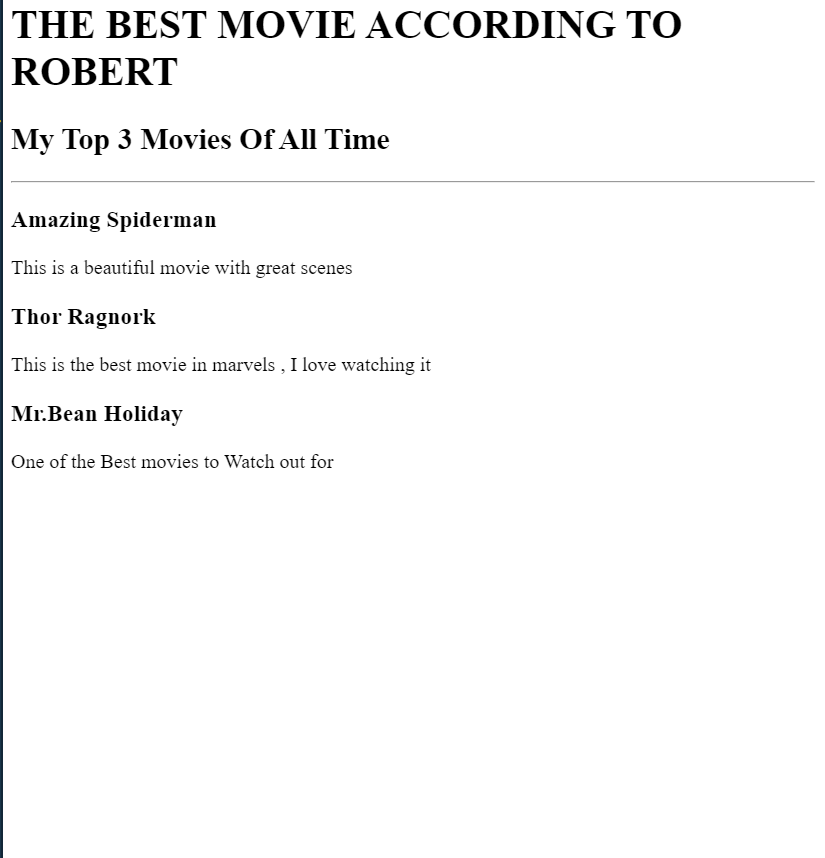 THE BEST MOVIE ACCORDING TO
ROBERT
My Top 3 Movies Of All Time
Amazing Spiderman
This is a beautiful movie with great scenes
Thor Ragnork
This is the best movie in marvels , I love watching it
Mr.Bean Holiday
One of the Best movies to Watch out for